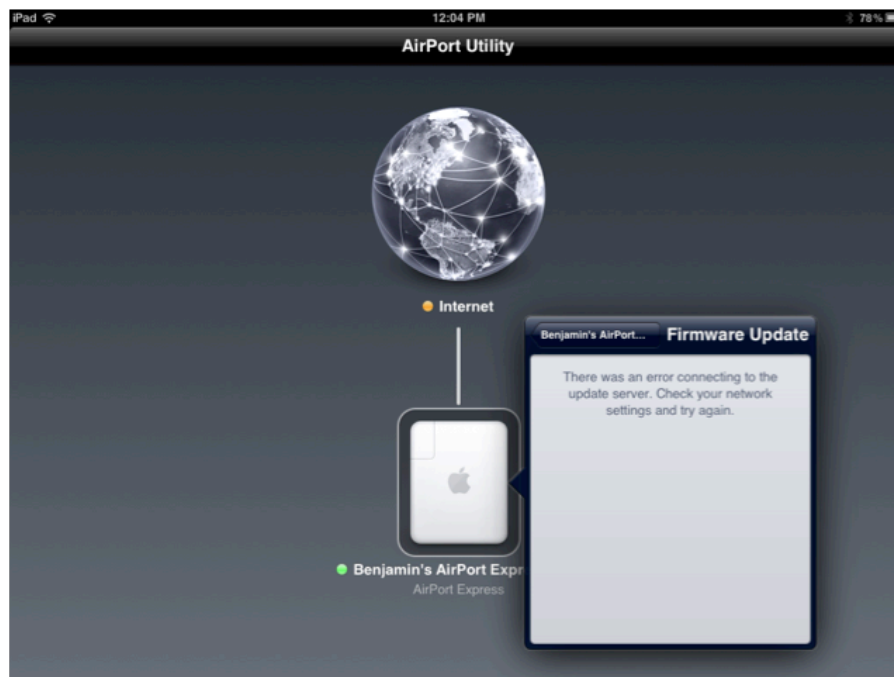 iPad
12:04 PM
78%
AirPort Utility
Internet
Benjamin's AirPort...
Firmware Update
There was an error connecting to the
update server. Check your network
settings and try again.
Benjamin's AirPort Expr
AirPort Express